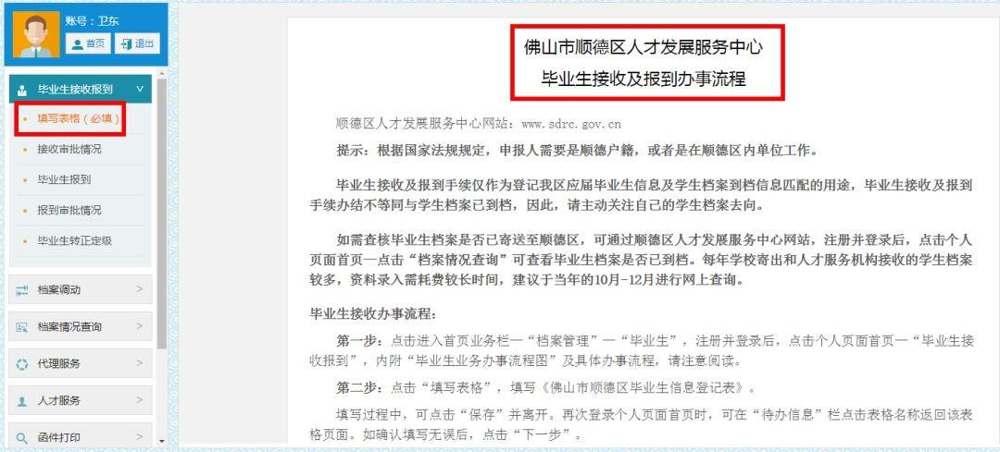 账号：卫东
首页 退出
毕业生接收报到
填写表格（必填）
接收审批情况
毕业生报到
报到审批情况
毕业生转正定级
档案调动
档案情况查询
代理服务
人才服务
函件打印
佛山市顺德区人才发展服务中心
毕业生接收及报到办事流程
顺德区人才发展服务中心网站：www.sdrc.gov.cn
提示：根据国家法规规定，申报人需要是顺德户籍，或者是在顺德区内单位工作。
毕业生接收及报到手续仅作为登记我区应届毕业生信息及学生档案到档信息匹配的用途，毕业生接收及报到
手续办结不等同与学生档案已到档，因此，请主动关注自己的学生档案去向。
如需查核毕业生档案是否已寄送至顺德区，可通过顺德区人才发展服务中心网站，注册并登录后，点击个人
页面首页—点击“档案情况查询”可查看毕业生档案是否已到档。每年学校寄出和人才服务机构接收的学生档案
较多，资料录入需耗费较长时间，建议于当年的10月-12月进行网上查询。
毕业生接收办事流程：
第一步：点击进入首页业务栏—“档案管理”—“毕业生”，注册并登录后，点击个人页面首页—“毕业生接
收报到”，内附“毕业生业务办事流程图”及具体办事流程，请注意阅读。
第二步：点击“填写表格”，填写《佛山市顺德区毕业生信息登记表》。
填写过程中，可点击“保存”并离开。再次登录个人页面首页时，可在“待办信息”栏点击表格名称返回该表
格页面。如确认填写无误后，点击“下一步”。